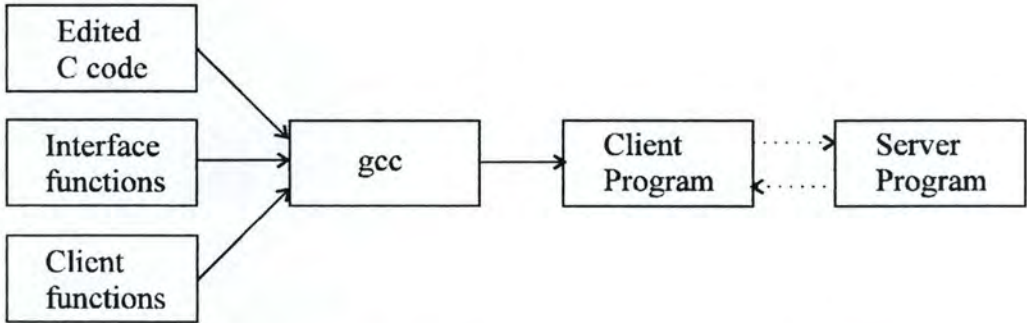 Edited
C code
Interface
functions
Client
functions
gcc
Client
Program
Server
Program